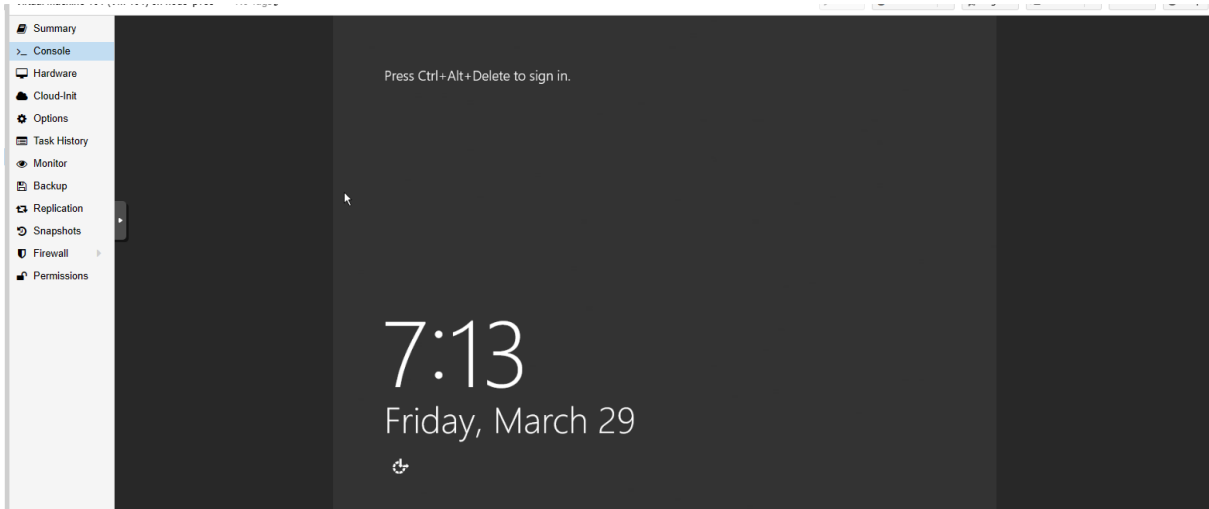 Summary
Console
Hardware
Cloud-Init
Options
Task History
Monitor
Backup
Replication
Snapshots
Firewall
Permissions
Press Ctrl+Alt+Delete to sign in.
7:13
Friday, March 29